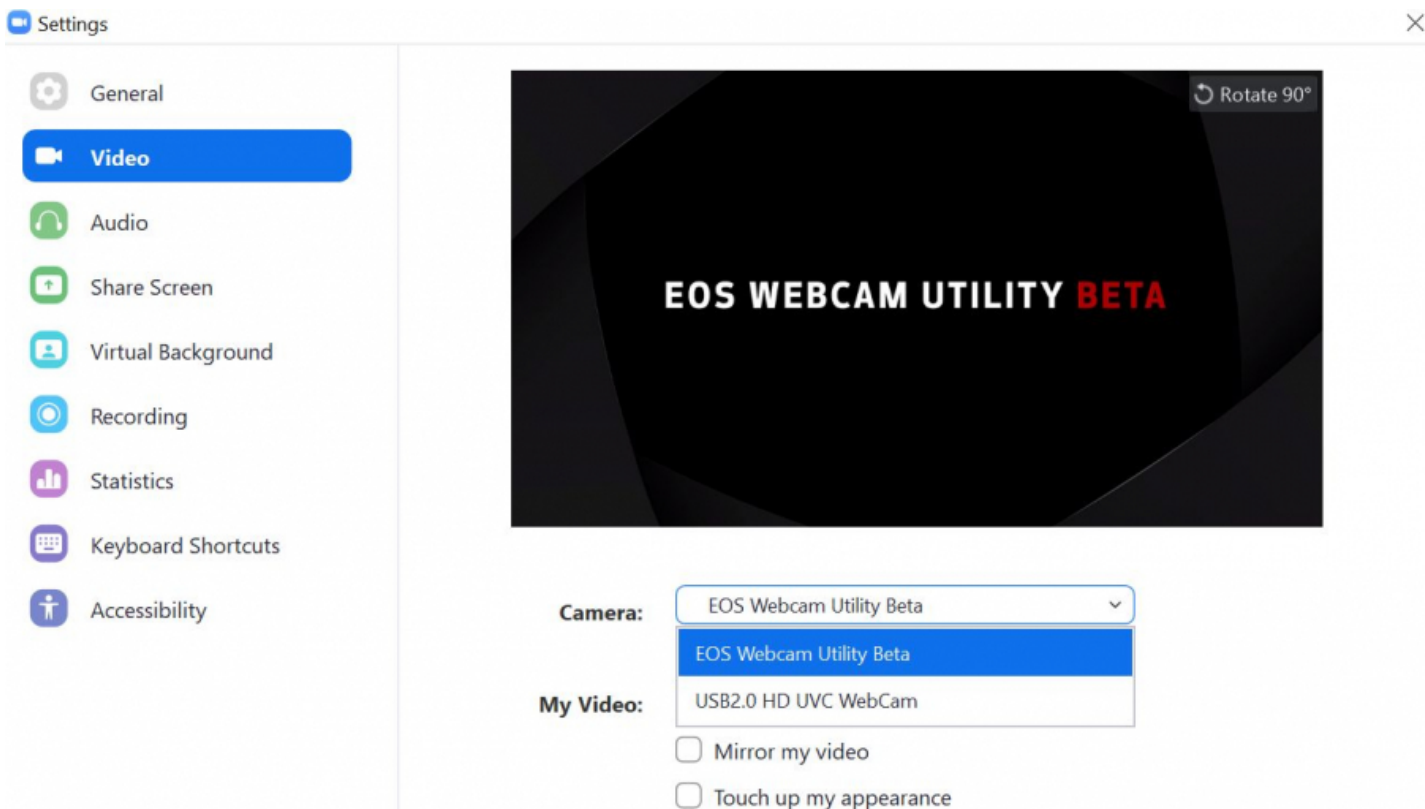 Settings
General
Video
Audio
Share Screen
Virtual Background
Recording
Statistics
Keyboard Shortcuts
Accessibility
Rotate 90°
EOS WEBCAM UTILITY BETA
Camera: EOS Webcam Utility Beta
EOS Webcam Utility Beta
My Video: USB2.0 HD UVC WebCam
Mirror my video
Touch up my appearance